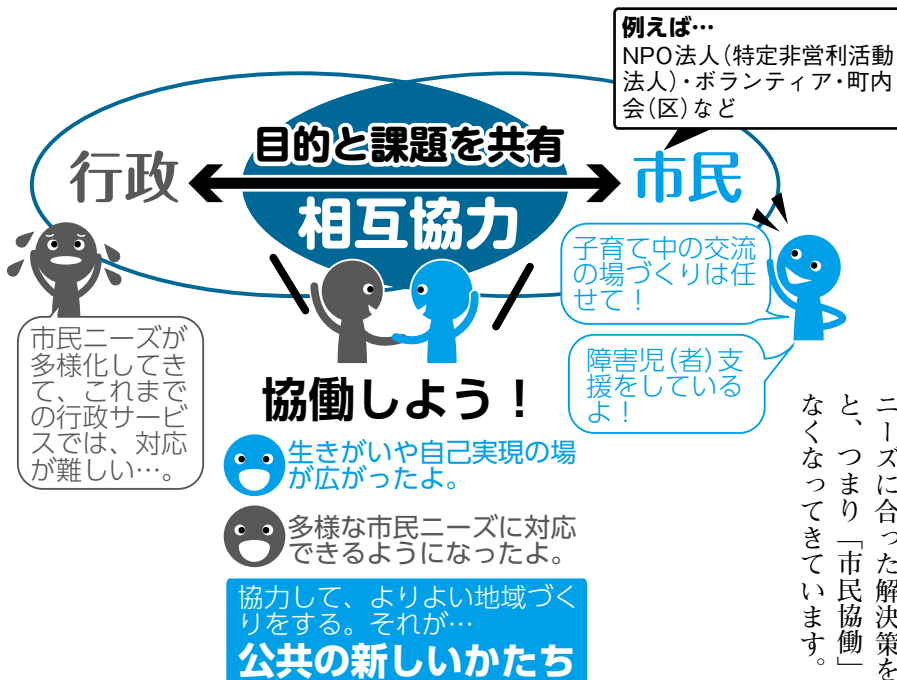 例えば…
NPO法人(特定非営利活動
法人)・ボランティア・町内
会(区)など
目的と課題を共有
行政
市民
相互協力
子育て中の交流
の場づくりは任
せて！
市民ニーズが
多様化してき
て、これまで
の行政サービ
スでは、対応
が難しい…。
障害児(者)支
援をしている
よ！
協働しよう！
生きがいや自己実現の場
が広がったよ。
多様な市民ニーズに対応
できるようになったよ。
協力して、よりよい地域づく
りをする。それが…
公共の新しいかたち
ニーズに合った解決策を
と、つまり「市民協働」
なくなってきています。